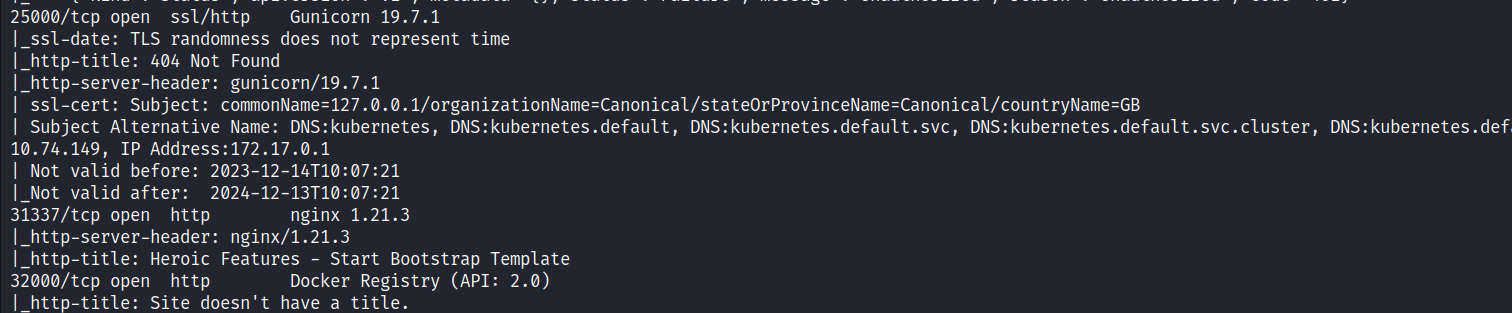 25000/tcp open  ssl/http    Gunicorn 19.7.1
|_ssl-date: TLS randomness does not represent time
|_http-title: 404 Not Found
|_http-server-header: gunicorn/19.7.1
| ssl-cert: Subject: commonName=127.0.0.1/organizationName=Canonical/stateOrProvinceName=Canonical/countryName=GB
| Subject Alternative Name: DNS:kubernetes, DNS:kubernetes.default, DNS:kubernetes.default.svc, DNS:kubernetes.default.svc.cluster, DNS:kubernetes.def
10.74.149, IP Address:172.17.0.1
| Not valid before: 2023-12-14T10:07:21
|_Not valid after:  2024-12-13T10:07:21
31337/tcp open  http        nginx 1.21.3
|_http-server-header: nginx/1.21.3
|_http-title: Heroic Features - Start Bootstrap Template
32000/tcp open  http        Docker Registry (API: 2.0)
|_http-title: Site doesn't have a title.